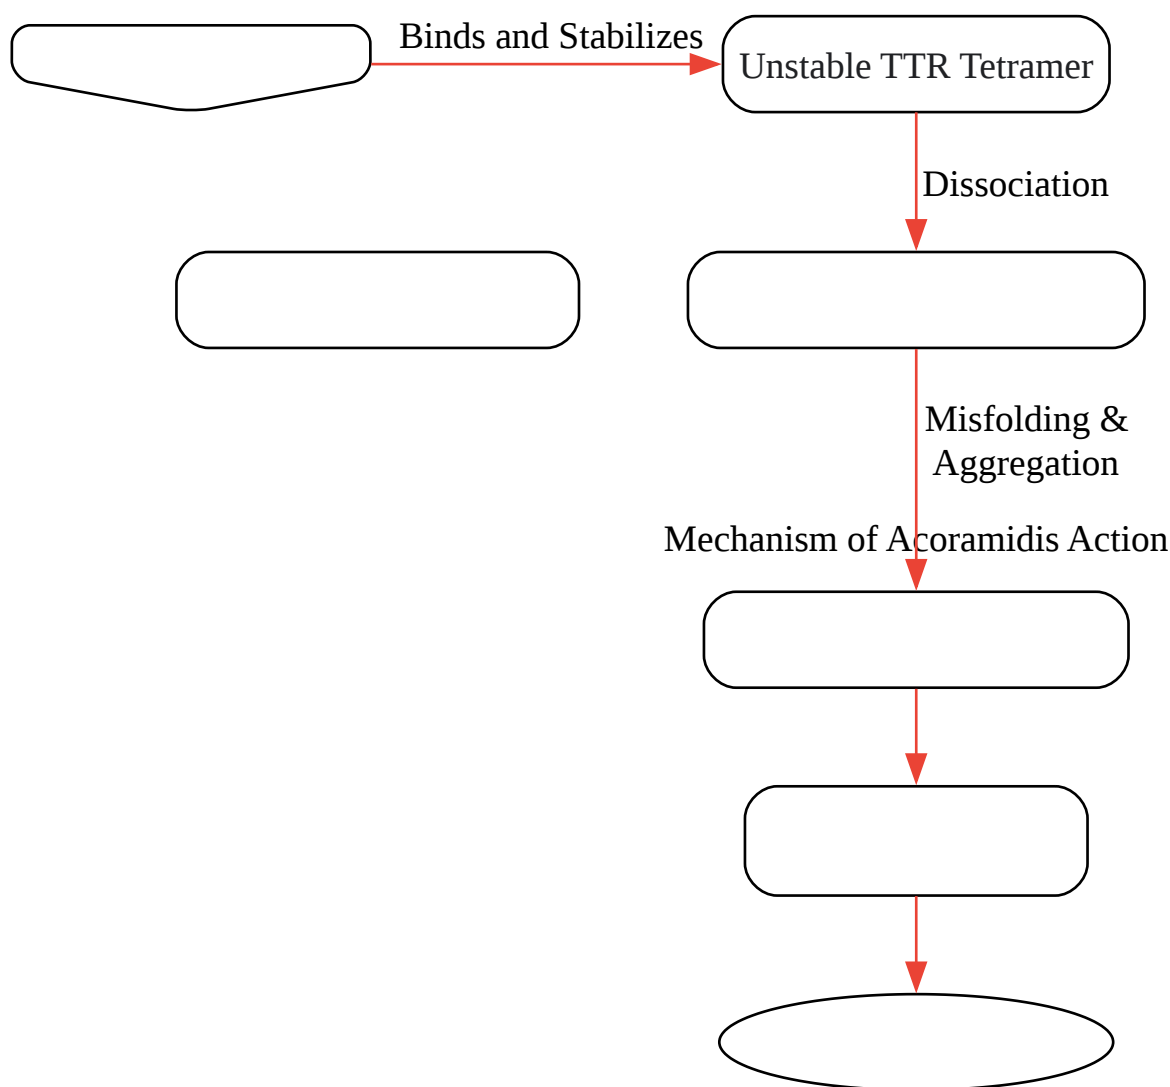 Binds and Stabilizes
Unstable TTR Tetramer
Dissociation
Misfolding &
Aggregation
Mechanism of Acoramidis Action